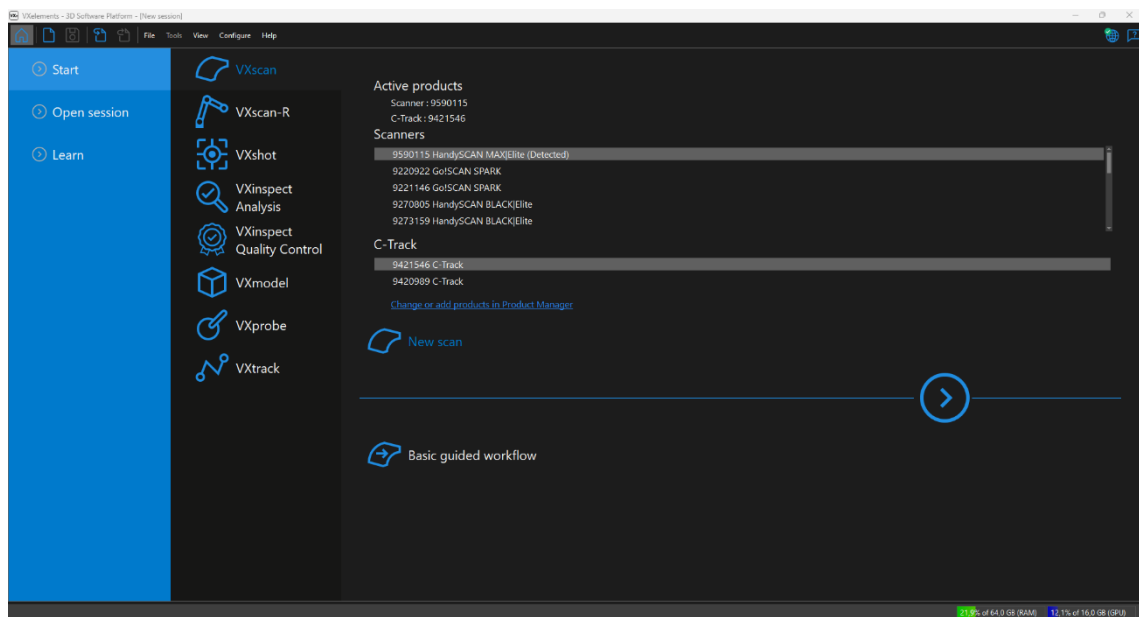 VXelements - 3D Software Platform - [New session]
File Tools View Configure Help
Start
Open session
Learn
VXscan
VXscan-R
VXshot
VXinspect
Analysis
VXinspect
Quality Control
VXmodel
VXprobe
VXtrack
Active products
Scanner : 9590115
C-Track : 9421546
Scanners
9590115 HandySCAN MAX|Elite (Detected)
9220922 Go!SCAN SPARK
9221146 Go!SCAN SPARK
9270805 HandySCAN BLACK|Elite
9273159 HandySCAN BLACK|Elite
C-Track
9421546 C-Track
9420989 C-Track
Change or add products in Product Manager
New scan
Basic guided workflow
21,9% of 64,0 GB (RAM) 12,1% of 16,0 GB (GPU)